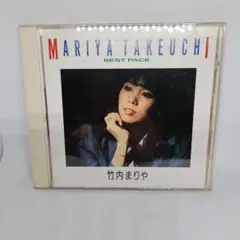 MARIYA TAKEUCHI
BEST PACK
竹内まりや